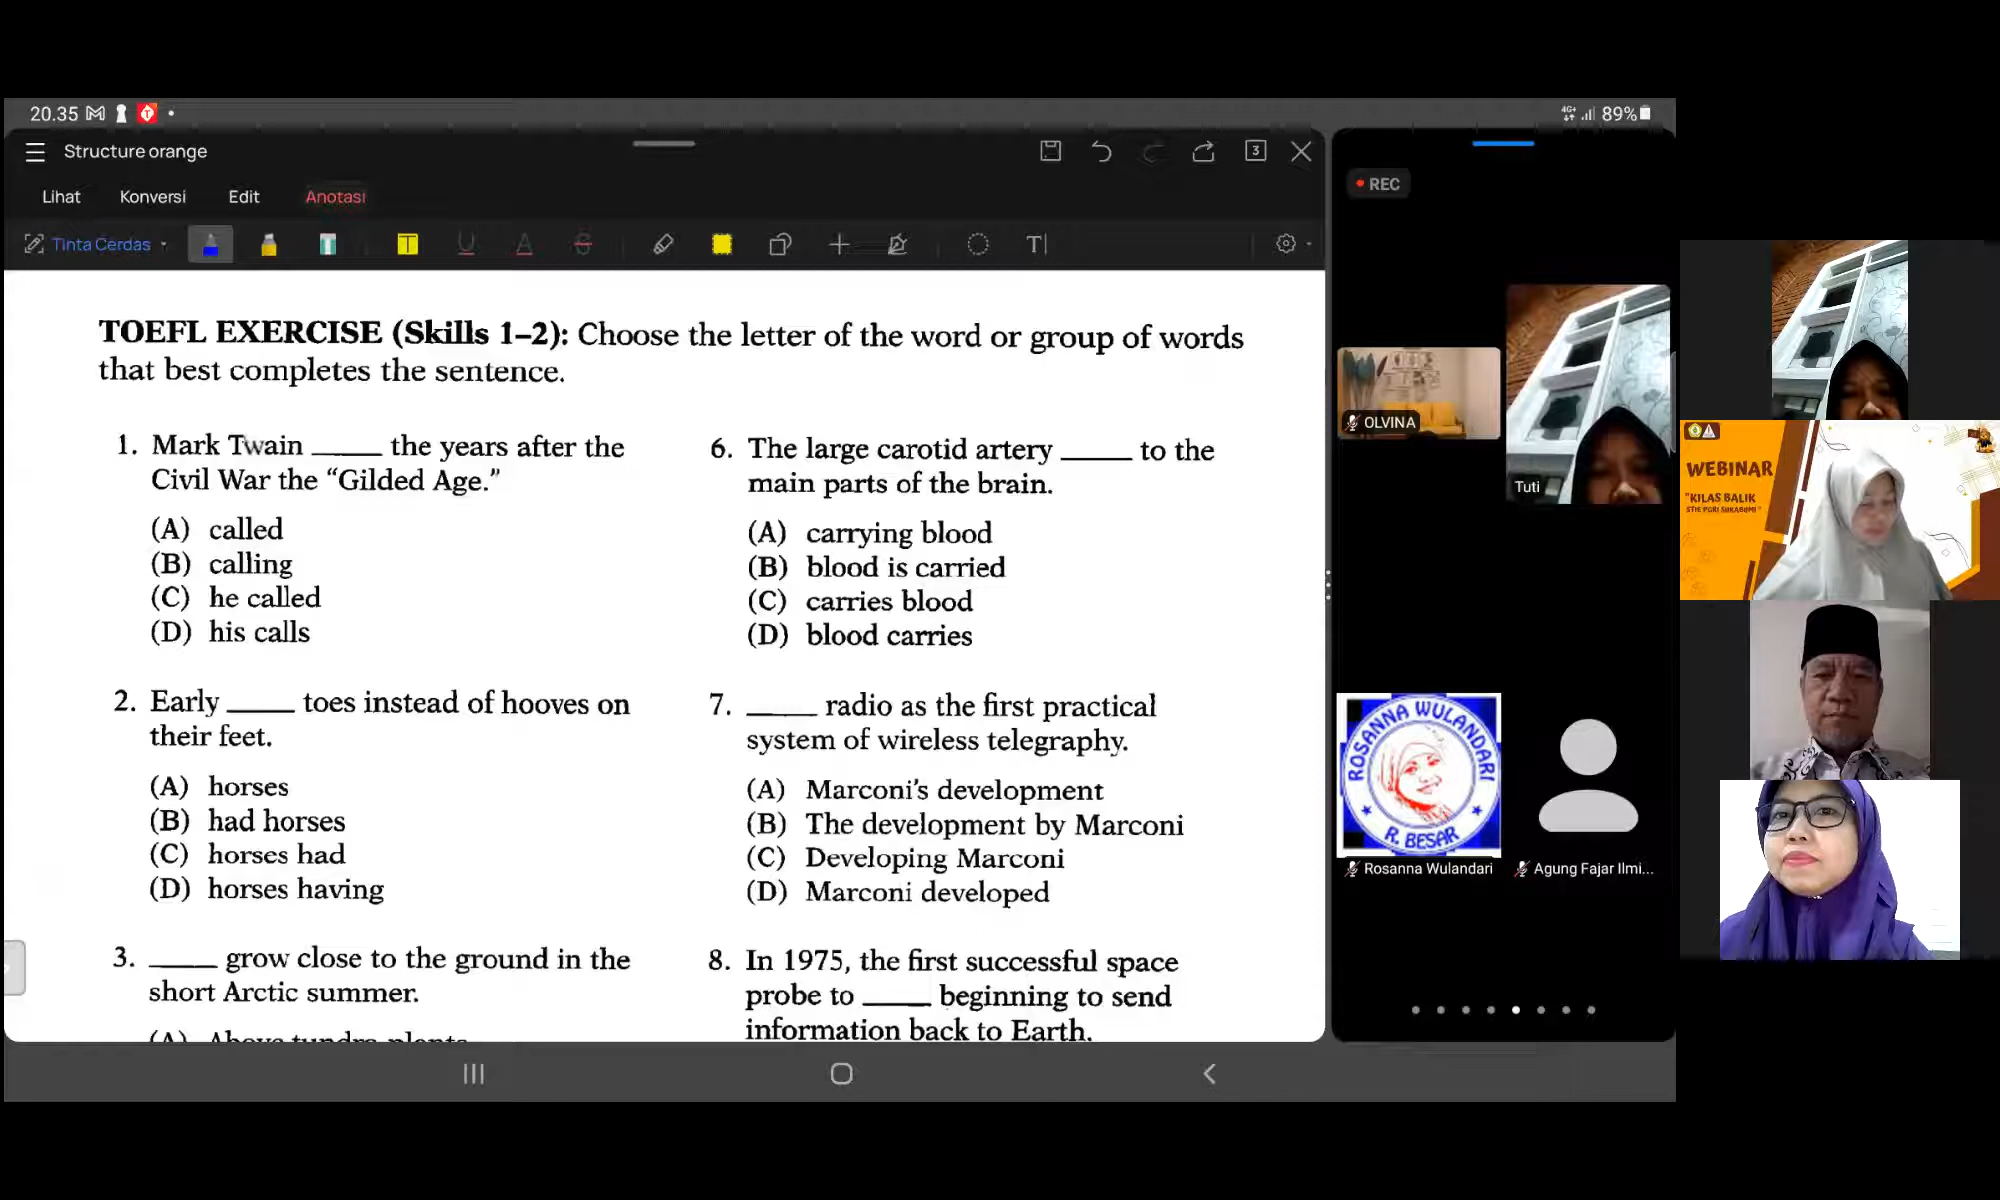 20.35
4G+
89%
Structure orange
3
Lihat
Konversi
Edit
Anotasi
Tinta Cerdas
T
U
A
S
T|
TOEFL EXERCISE (Skills 1–2): Choose the letter of the word or group of words
that best completes the sentence.
1. Mark Twain _____ the years after the
Civil War the “Gilded Age.”
(A) called
(B) calling
(C) he called
(D) his calls
2. Early _____ toes instead of hooves on
their feet.
(A) horses
(B) had horses
(C) horses had
(D) horses having
3. _____ grow close to the ground in the
short Arctic summer.
(A) Above tundra plants
6. The large carotid artery _____ to the
main parts of the brain.
(A) carrying blood
(B) blood is carried
(C) carries blood
(D) blood carries
7. _____ radio as the first practical
system of wireless telegraphy.
(A) Marconi’s development
(B) The development by Marconi
(C) Developing Marconi
(D) Marconi developed
8. In 1975, the first successful space
probe to _____ beginning to send
information back to Earth.
REC
OLVINA
Tuti
ROSANNA WULANDARI
R. BESAR
Rosanna Wulandari
Agung Fajar Ilmi...
WEBINAR
"KILAS BALIK
STIE PGRI SUKABUMI"